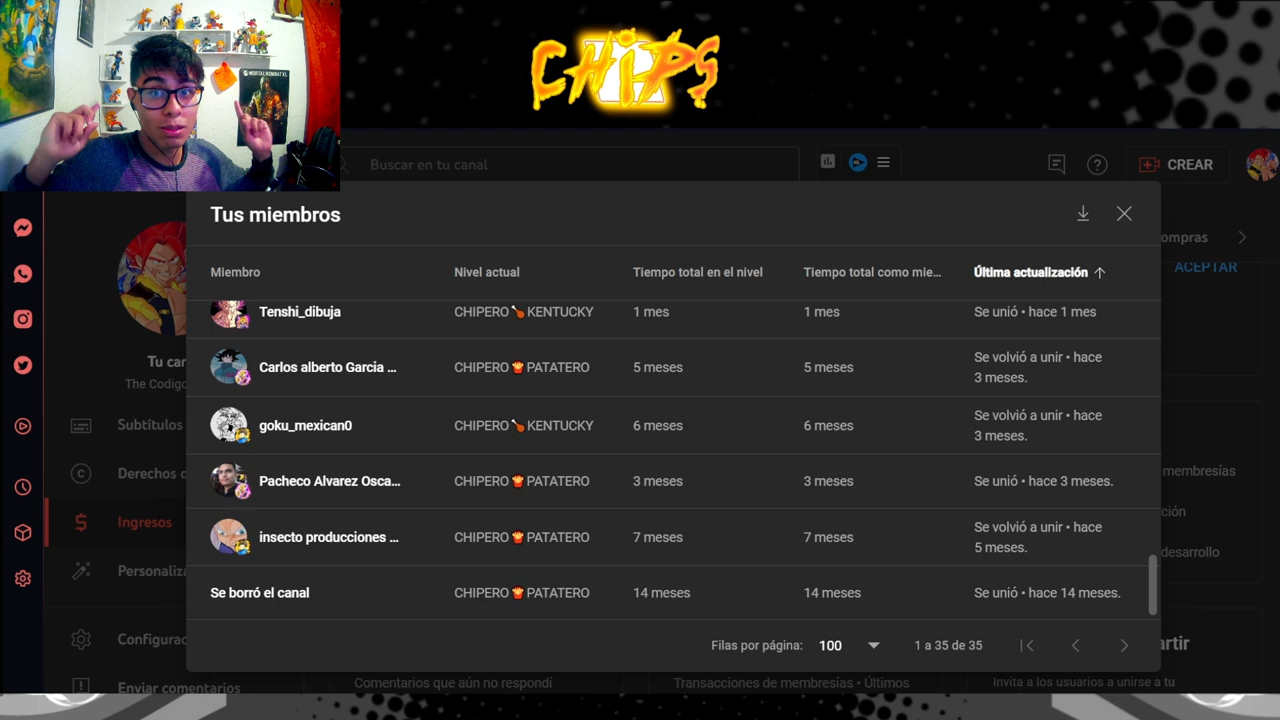 CHiPS
MORTAL KOMBAT XL
Buscar en tu canal
CREAR
Tus miembros
ompras
ACEPTAR
Miembro
Nivel actual
Tiempo total en el nivel
Tiempo total como mie...
Última actualización
Tenshi_dibuja
CHIPERO🍗KENTUCKY
1 mes
1 mes
Se unió • hace 1 mes
Carlos alberto Garcia ...
CHIPERO🍟PATATERO
5 meses
5 meses
Se volvió a unir • hace
3 meses.
goku_mexican0
CHIPERO🍗KENTUCKY
6 meses
6 meses
Se volvió a unir • hace
3 meses.
Pacheco Alvarez Osca...
CHIPERO🍟PATATERO
3 meses
3 meses
Se unió • hace 3 meses.
insecto producciones ...
CHIPERO🍟PATATERO
7 meses
7 meses
Se volvió a unir • hace
5 meses.
Se borró el canal
CHIPERO🍟PATATERO
14 meses
14 meses
Se unió • hace 14 meses.
Filas por página:
100
1 a 35 de 35
Tu car
The Codigo
Subtítulos
Derechos d
Ingresos
Personaliza
Configurac
Enviar comentarios
membresías
ción
desarrollo
artir
Comentarios que aún no respondí
Transacciones de membresías • Últimos
Invita a los usuarios a unirse a tu